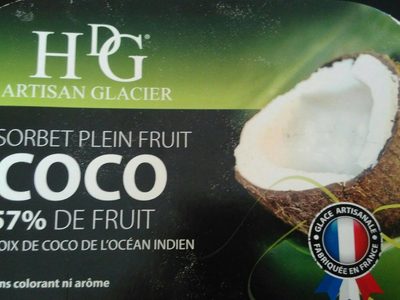 HDG®
ARTISAN GLACIER
SORBET PLEIN FRUIT
COCO
57% DE FRUIT
OIX DE COCO DE L'OCÉAN INDIEN
ns colorant ni arôme
GLACE ARTISANALE
FABRIQUÉE EN FRANCE